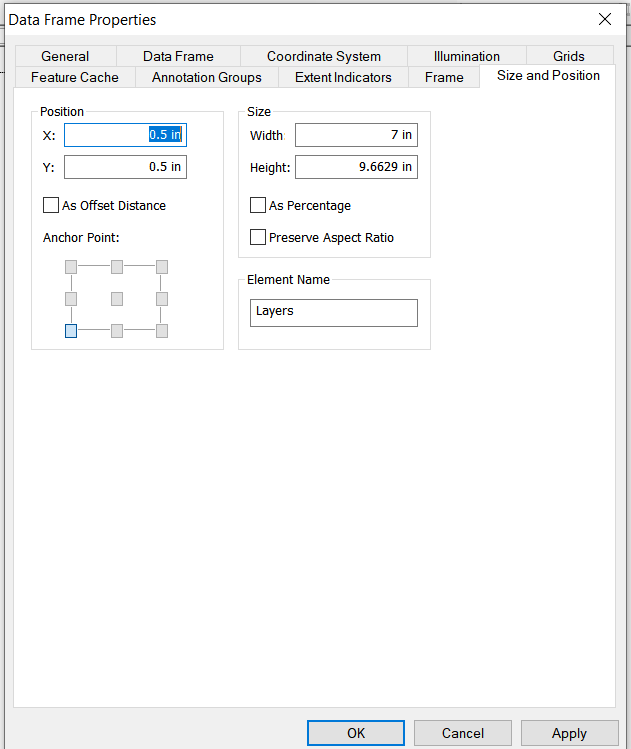 Data Frame Properties
General Data Frame Coordinate System Illumination Grids
Feature Cache Annotation Groups Extent Indicators Frame Size and Position
Position
X: 0.5 in
Y: 0.5 in
As Offset Distance
Anchor Point:
Size
Width: 7 in
Height: 9.6629 in
As Percentage
Preserve Aspect Ratio
Element Name
Layers
OK Cancel Apply